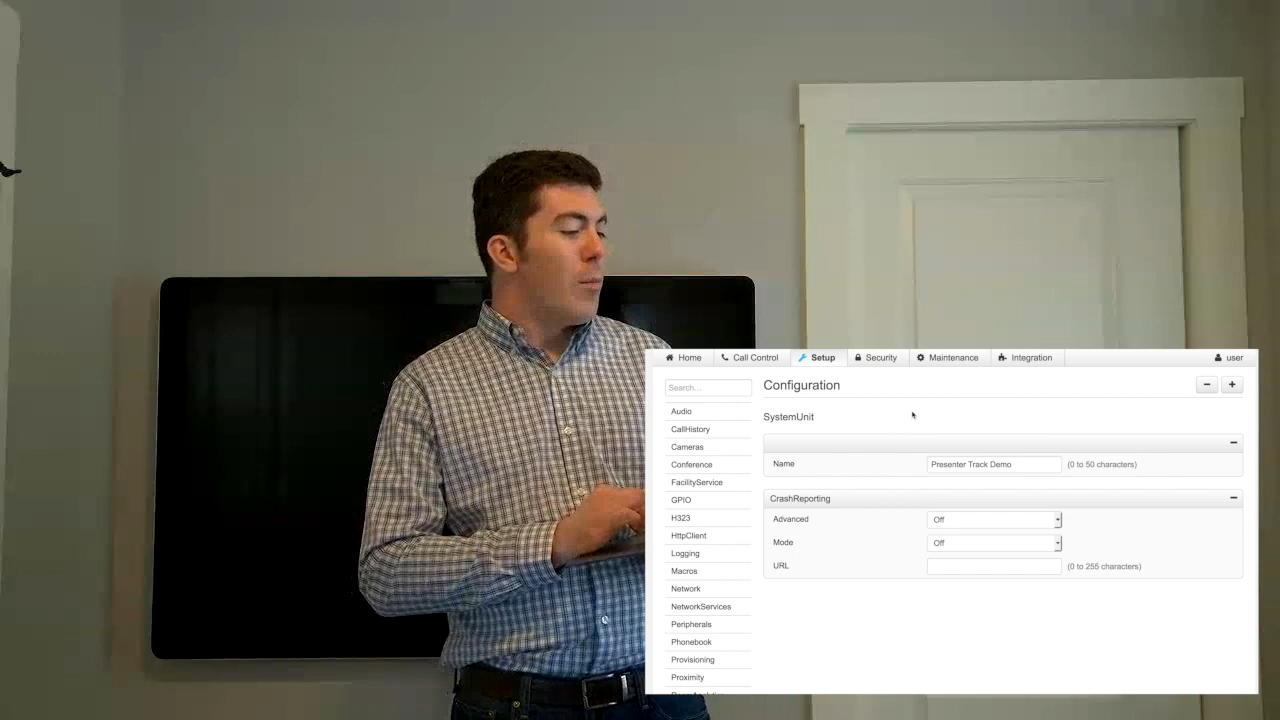 Home Call Control Setup Security Maintenance Integration user
Search...
Configuration
− +
Audio
SystemUnit
CallHistory
Cameras
−
Conference
Name Presenter Track Demo (0 to 50 characters)
FacilityService
GPIO
CrashReporting −
H323
Advanced Off
HttpClient
Mode Off
Logging
URL (0 to 255 characters)
Macros
Network
NetworkServices
Peripherals
Phonebook
Provisioning
Proximity